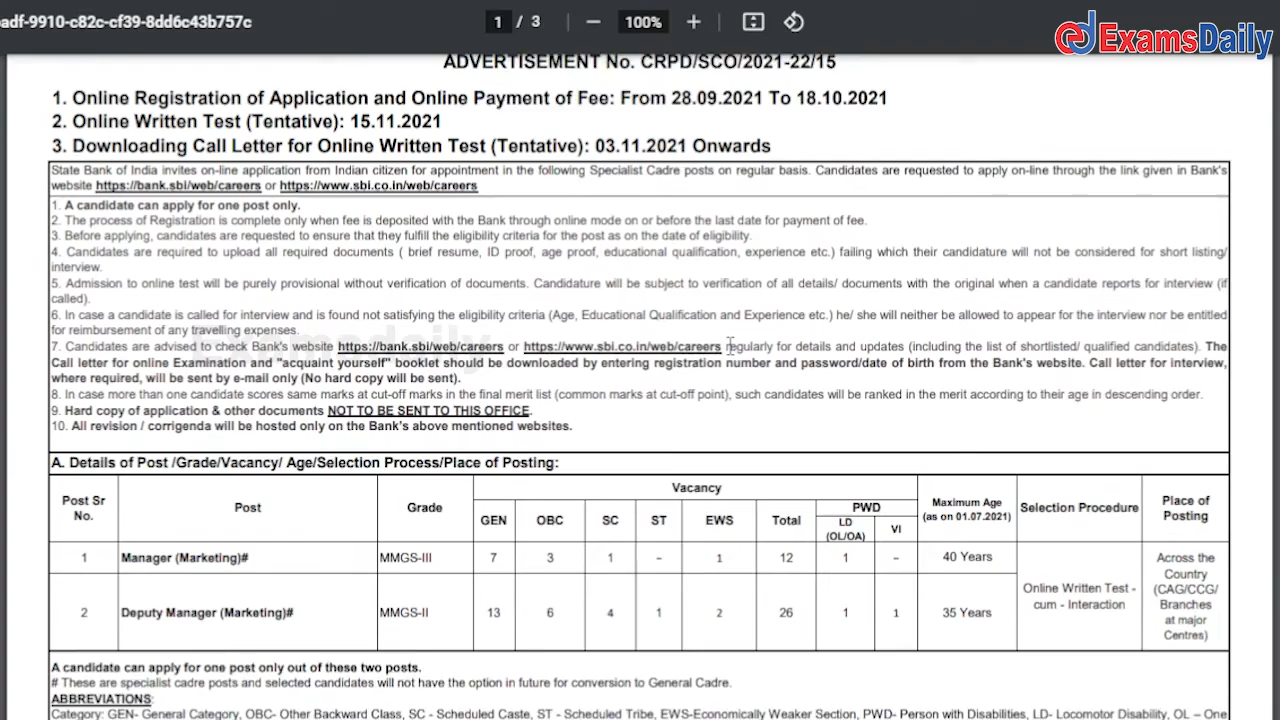 adf-9910-c82c-cf39-8dd6c43b757c
1 / 3
100%
ExamsDaily
ADVERTISEMENT No. CRPD/SCO/2021-22/15
1. Online Registration of Application and Online Payment of Fee: From 28.09.2021 To 18.10.2021
2. Online Written Test (Tentative): 15.11.2021
3. Downloading Call Letter for Online Written Test (Tentative): 03.11.2021 Onwards
State Bank of India invites on-line application from Indian citizen for appointment in the following Specialist Cadre posts on regular basis. Candidates are requested to apply on-line through the link given in Bank's
website https://bank.sbi/web/careers or https://www.sbi.co.in/web/careers
1. A candidate can apply for one post only.
2. The process of Registration is complete only when fee is deposited with the Bank through online mode on or before the last date for payment of fee.
3. Before applying, candidates are requested to ensure that they fulfill the eligibility criteria for the post as on the date of eligibility.
4. Candidates are required to upload all required documents ( brief resume, ID proof, age proof, educational qualification, experience etc.) failing which their candidature will not be considered for short listing/
interview.
5. Admission to online test will be purely provisional without verification of documents. Candidature will be subject to verification of all details/ documents with the original when a candidate reports for interview (if
called).
6. In case a candidate is called for interview and is found not satisfying the eligibility criteria (Age, Educational Qualification and Experience etc.) he/ she will neither be allowed to appear for the interview nor be entitled
for reimbursement of any travelling expenses.
7. Candidates are advised to check Bank's website https://bank.sbi/web/careers or https://www.sbi.co.in/web/careers regularly for details and updates (including the list of shortlisted/ qualified candidates). The
Call letter for online Examination and "acquaint yourself" booklet should be downloaded by entering registration number and password/date of birth from the Bank's website. Call letter for interview,
where required, will be sent by e-mail only (No hard copy will be sent).
8. In case more than one candidate scores same marks at cut-off marks in the final merit list (common marks at cut-off point), such candidates will be ranked in the merit according to their age in descending order.
9. Hard copy of application & other documents NOT TO BE SENT TO THIS OFFICE.
10. All revision / corrigenda will be hosted only on the Bank's above mentioned websites.
A. Details of Post /Grade/Vacancy/ Age/Selection Process/Place of Posting:
Post Sr No. Post Grade Vacancy Maximum Age (as on 01.07.2021) Selection Procedure Place of Posting
GEN OBC SC ST EWS Total PWD
LD (OL/OA) VI
1 Manager (Marketing)# MMGS-III 7 3 1 - 1 12 1 - 40 Years
2 Deputy Manager (Marketing)# MMGS-II 13 6 4 1 2 26 1 1 35 Years
Online Written Test -
cum - Interaction
Across the
Country
(CAG/CCG/
Branches
at major
Centres)
A candidate can apply for one post only out of these two posts.
# These are specialist cadre posts and selected candidates will not have the option in future for conversion to General Cadre.
ABBREVIATIONS:
Category: GEN- General Category, OBC- Other Backward Class, SC - Scheduled Caste, ST - Scheduled Tribe, EWS-Economically Weaker Section, PWD- Person with Disabilities, LD- Locomotor Disability, OL – One